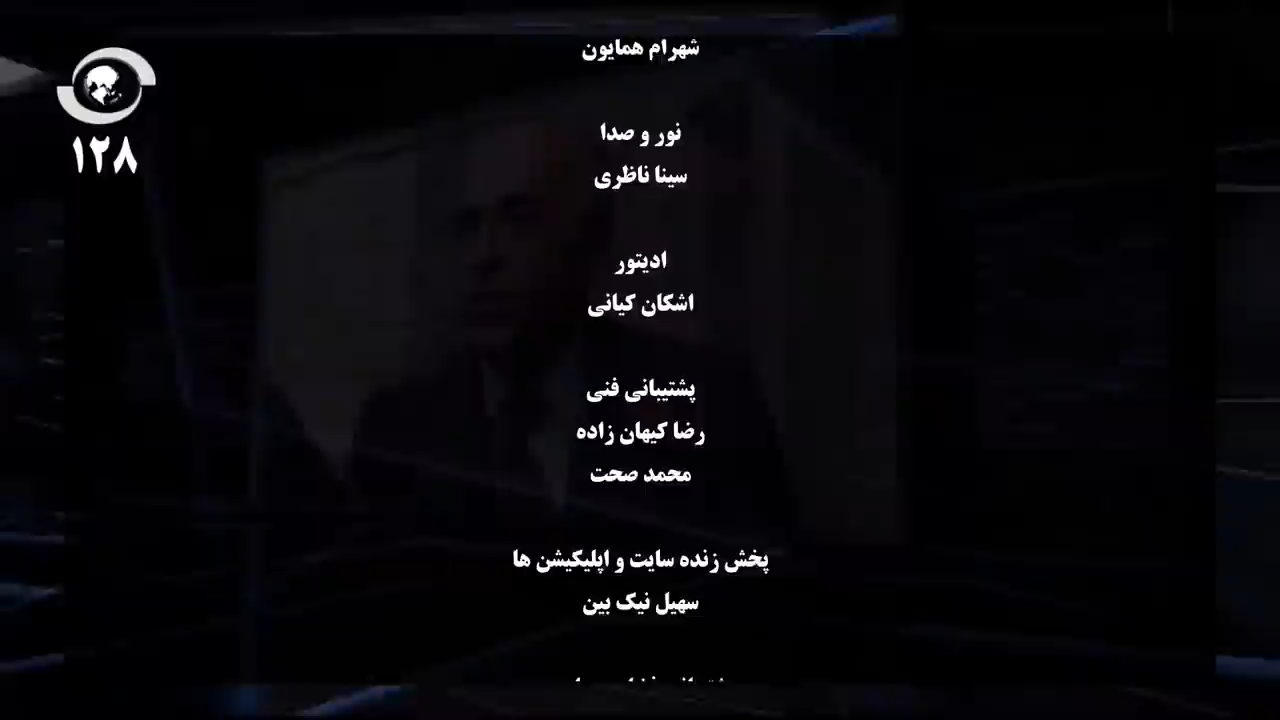 شهرام همایون
۱۲۸
نور و صدا
سینا ناظری
ادیتور
اشکان کیانی
پشتیبانی فنی
رضا کیهان زاده
محمد صحت
پخش زنده سایت و اپلیکیشن ها
سهیل نیک بین